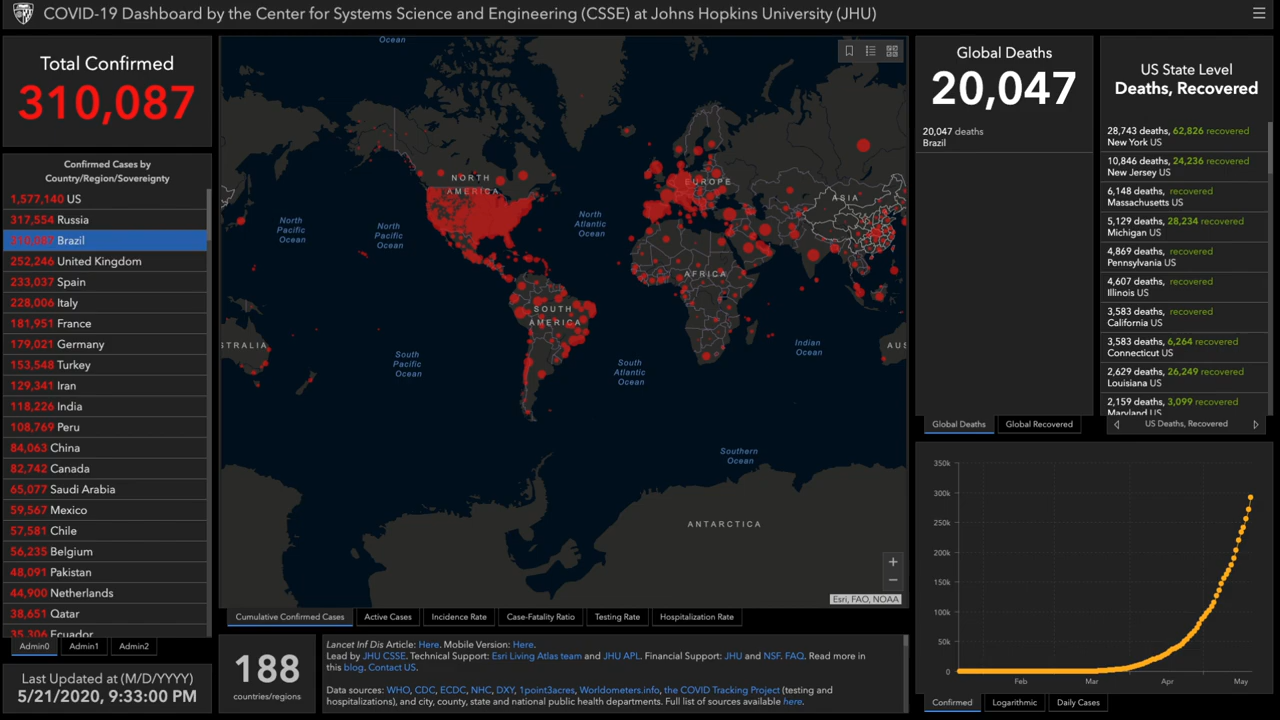 COVID-19 Dashboard by the Center for Systems Science and Engineering (CSSE) at Johns Hopkins University (JHU)
Total Confirmed
310,087
Confirmed Cases by
Country/Region/Sovereignty
1,577,140 US
317,554 Russia
310,087 Brazil
252,246 United Kingdom
233,037 Spain
228,006 Italy
181,951 France
179,021 Germany
153,548 Turkey
129,341 Iran
118,226 India
108,769 Peru
84,063 China
82,742 Canada
65,077 Saudi Arabia
59,567 Mexico
57,581 Chile
56,235 Belgium
48,091 Pakistan
44,900 Netherlands
38,651 Qatar
35,306 Ecuador
Admin0
Admin1
Admin2
Last Updated at (M/D/YYYY)
5/21/2020, 9:33:00 PM
Ocean
NORTH
AMERICA
EUROPE
ASIA
North
Pacific
Ocean
North
Pacific
Ocean
North
Atlantic
Ocean
AFRICA
SOUTH
AMERICA
TRALIA
South
Pacific
Ocean
South
Atlantic
Ocean
Indian
Ocean
AUS
Southern
Ocean
ANTARCTICA
+
−
Esri, FAO, NOAA
Cumulative Confirmed Cases
Active Cases
Incidence Rate
Case-Fatality Ratio
Testing Rate
Hospitalization Rate
188
countries/regions
Lancet Inf Dis Article: Here. Mobile Version: Here.
Lead by JHU CSSE. Technical Support: Esri Living Atlas team and JHU APL. Financial Support: JHU and NSF. FAQ. Read more in
this blog. Contact US.
Data sources: WHO, CDC, ECDC, NHC, DXY, 1point3acres, Worldometers.info, the COVID Tracking Project (testing and
hospitalizations), and city, county, state and national public health departments. Full list of sources available here.
Global Deaths
20,047
20,047 deaths
Brazil
Global Deaths
Global Recovered
US State Level
Deaths, Recovered
28,743 deaths, 62,826 recovered
New York US
10,846 deaths, 24,236 recovered
New Jersey US
6,148 deaths, recovered
Massachusetts US
5,129 deaths, 28,234 recovered
Michigan US
4,869 deaths, recovered
Pennsylvania US
4,607 deaths, recovered
Illinois US
3,583 deaths, recovered
California US
3,583 deaths, 6,264 recovered
Connecticut US
2,629 deaths, 26,249 recovered
Louisiana US
2,159 deaths, 3,099 recovered
Maryland US
US Deaths, Recovered
350k
300k
250k
200k
150k
100k
50k
0
Feb
Mar
Apr
May
Confirmed
Logarithmic
Daily Cases